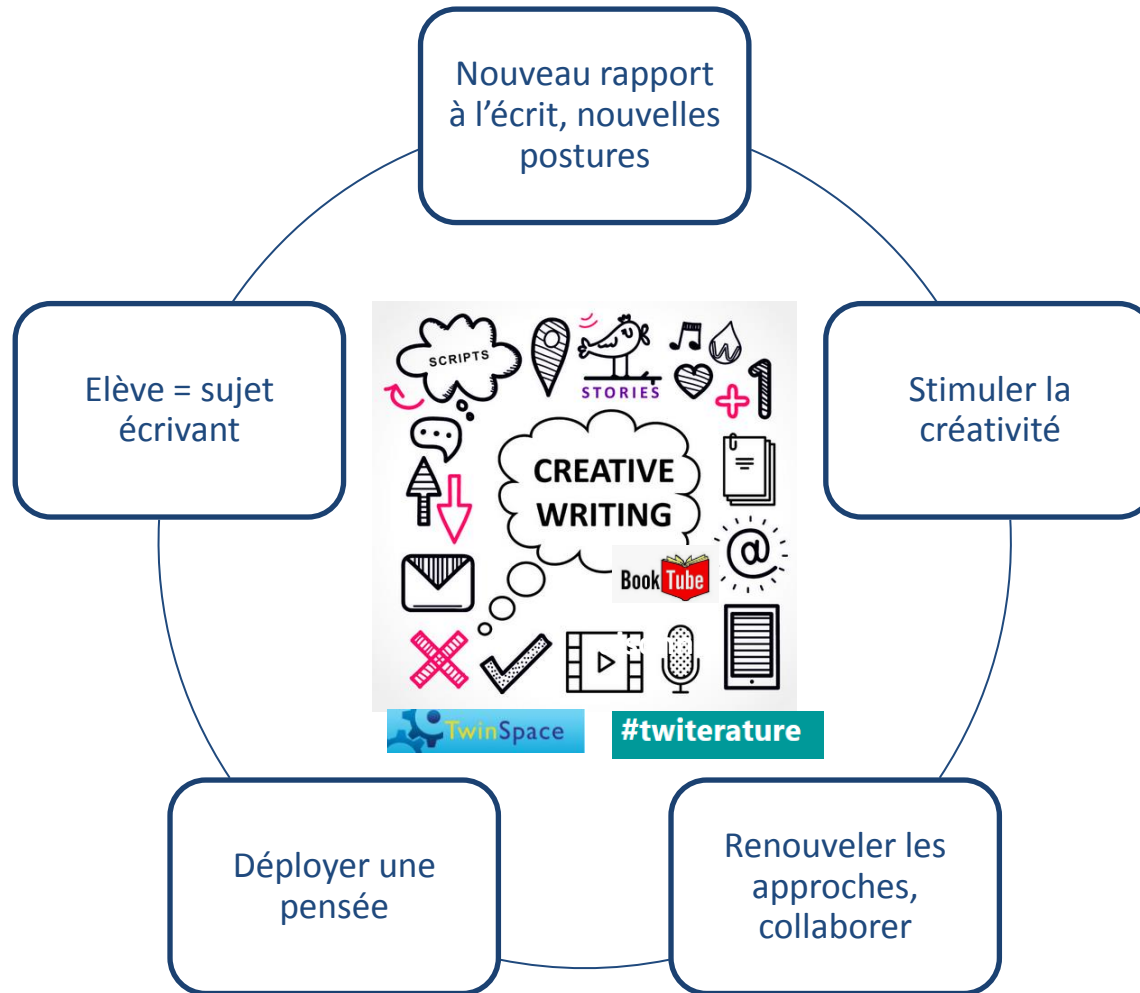 Nouveau rapport
à l’écrit, nouvelles
postures
Elève = sujet
écrivant
Stimuler la
créativité
SCRIPTS
STORIES
1
W
CREATIVE
WRITING
@
Book Tube
TwinSpace
#twiterature
Déployer une
pensée
Renouveler les
approches,
collaborer